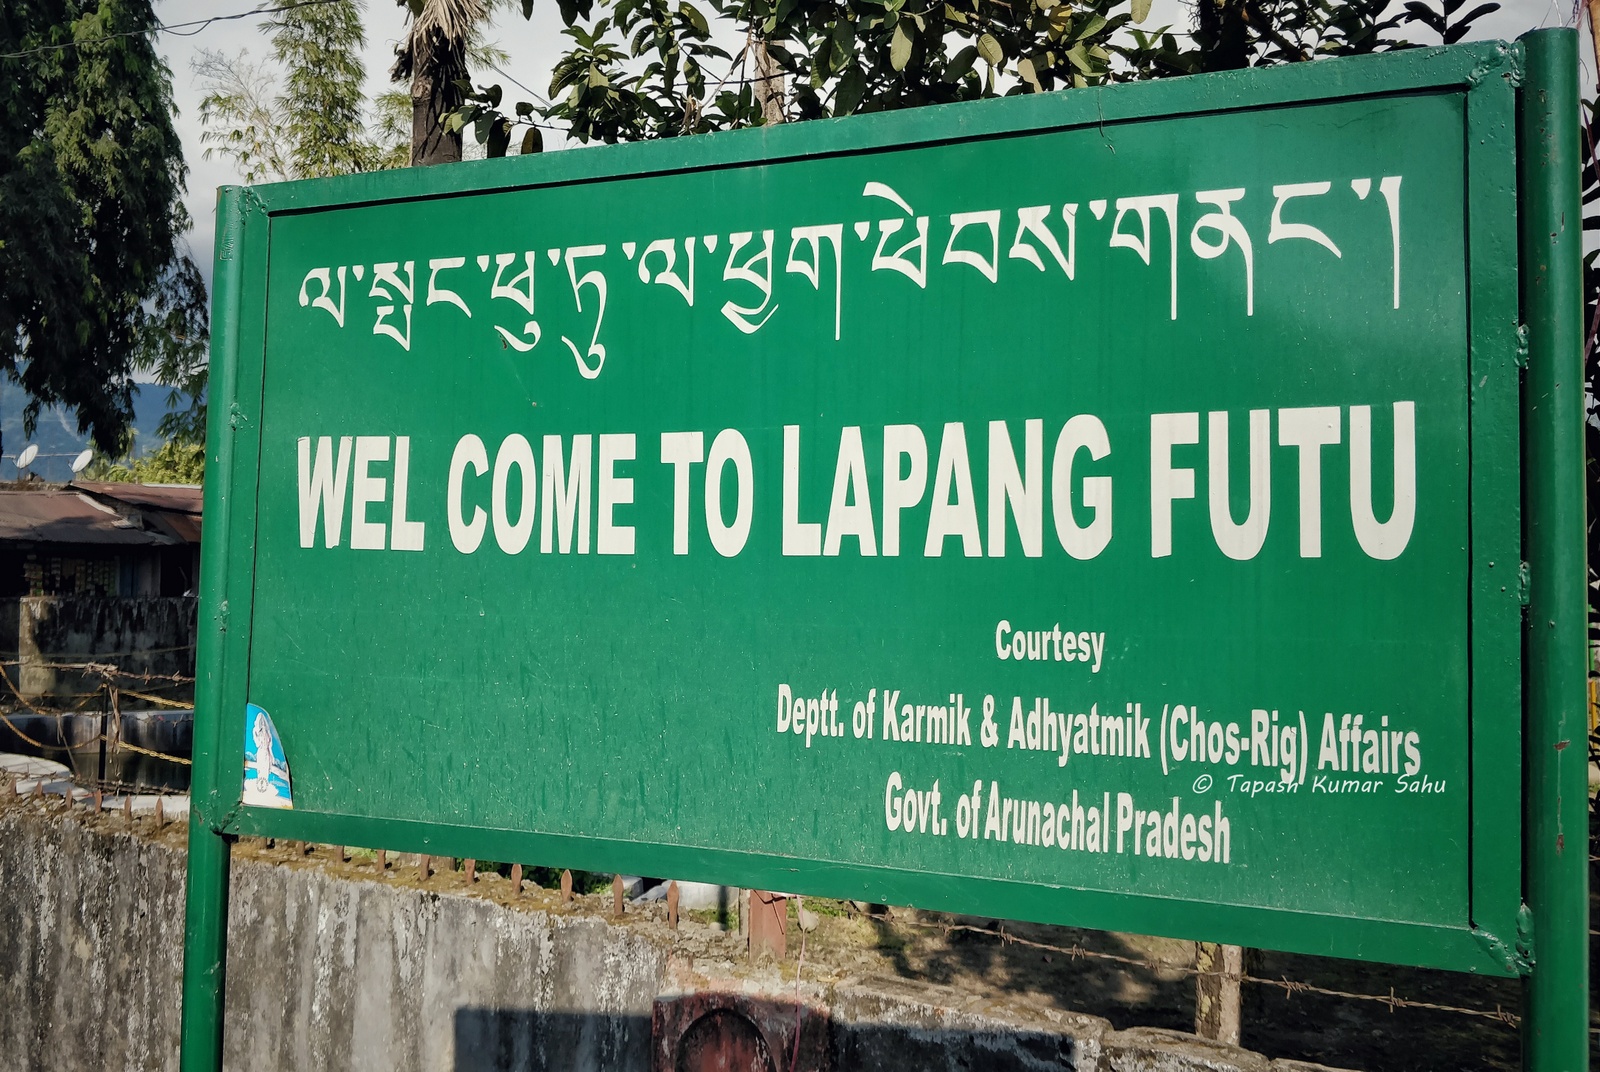 ལ་སྤང་ཕུ་ཏུ་ལ་ཕྱག་ཕེབས་གནང་།
WEL COME TO LAPANG FUTU
Courtesy
Deptt. of Karmik & Adhyatmik (Chos-Rig) Affairs
© Tapash Kumar Sahu
Govt. of Arunachal Pradesh